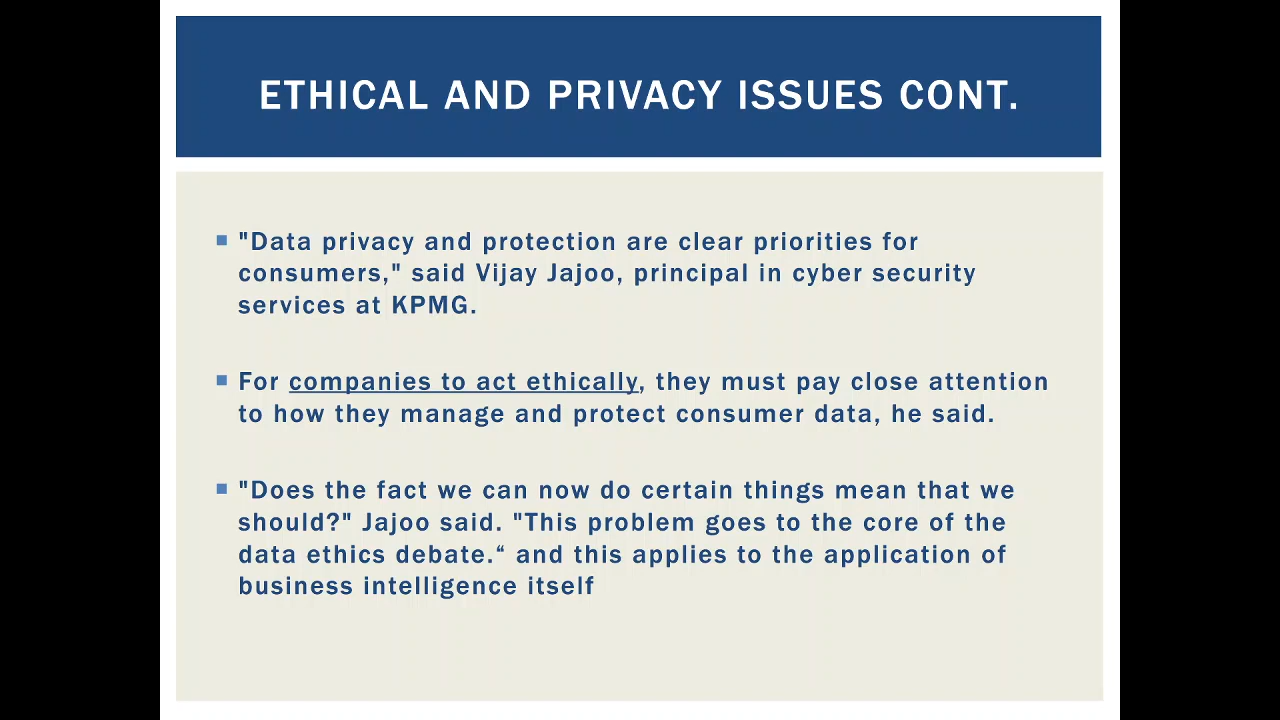 ETHICAL AND PRIVACY ISSUES CONT.
"Data privacy and protection are clear priorities for
consumers," said Vijay Jajoo, principal in cyber security
services at KPMG.
For companies to act ethically, they must pay close attention
to how they manage and protect consumer data, he said.
"Does the fact we can now do certain things mean that we
should?" Jajoo said. "This problem goes to the core of the
data ethics debate.“ and this applies to the application of
business intelligence itself